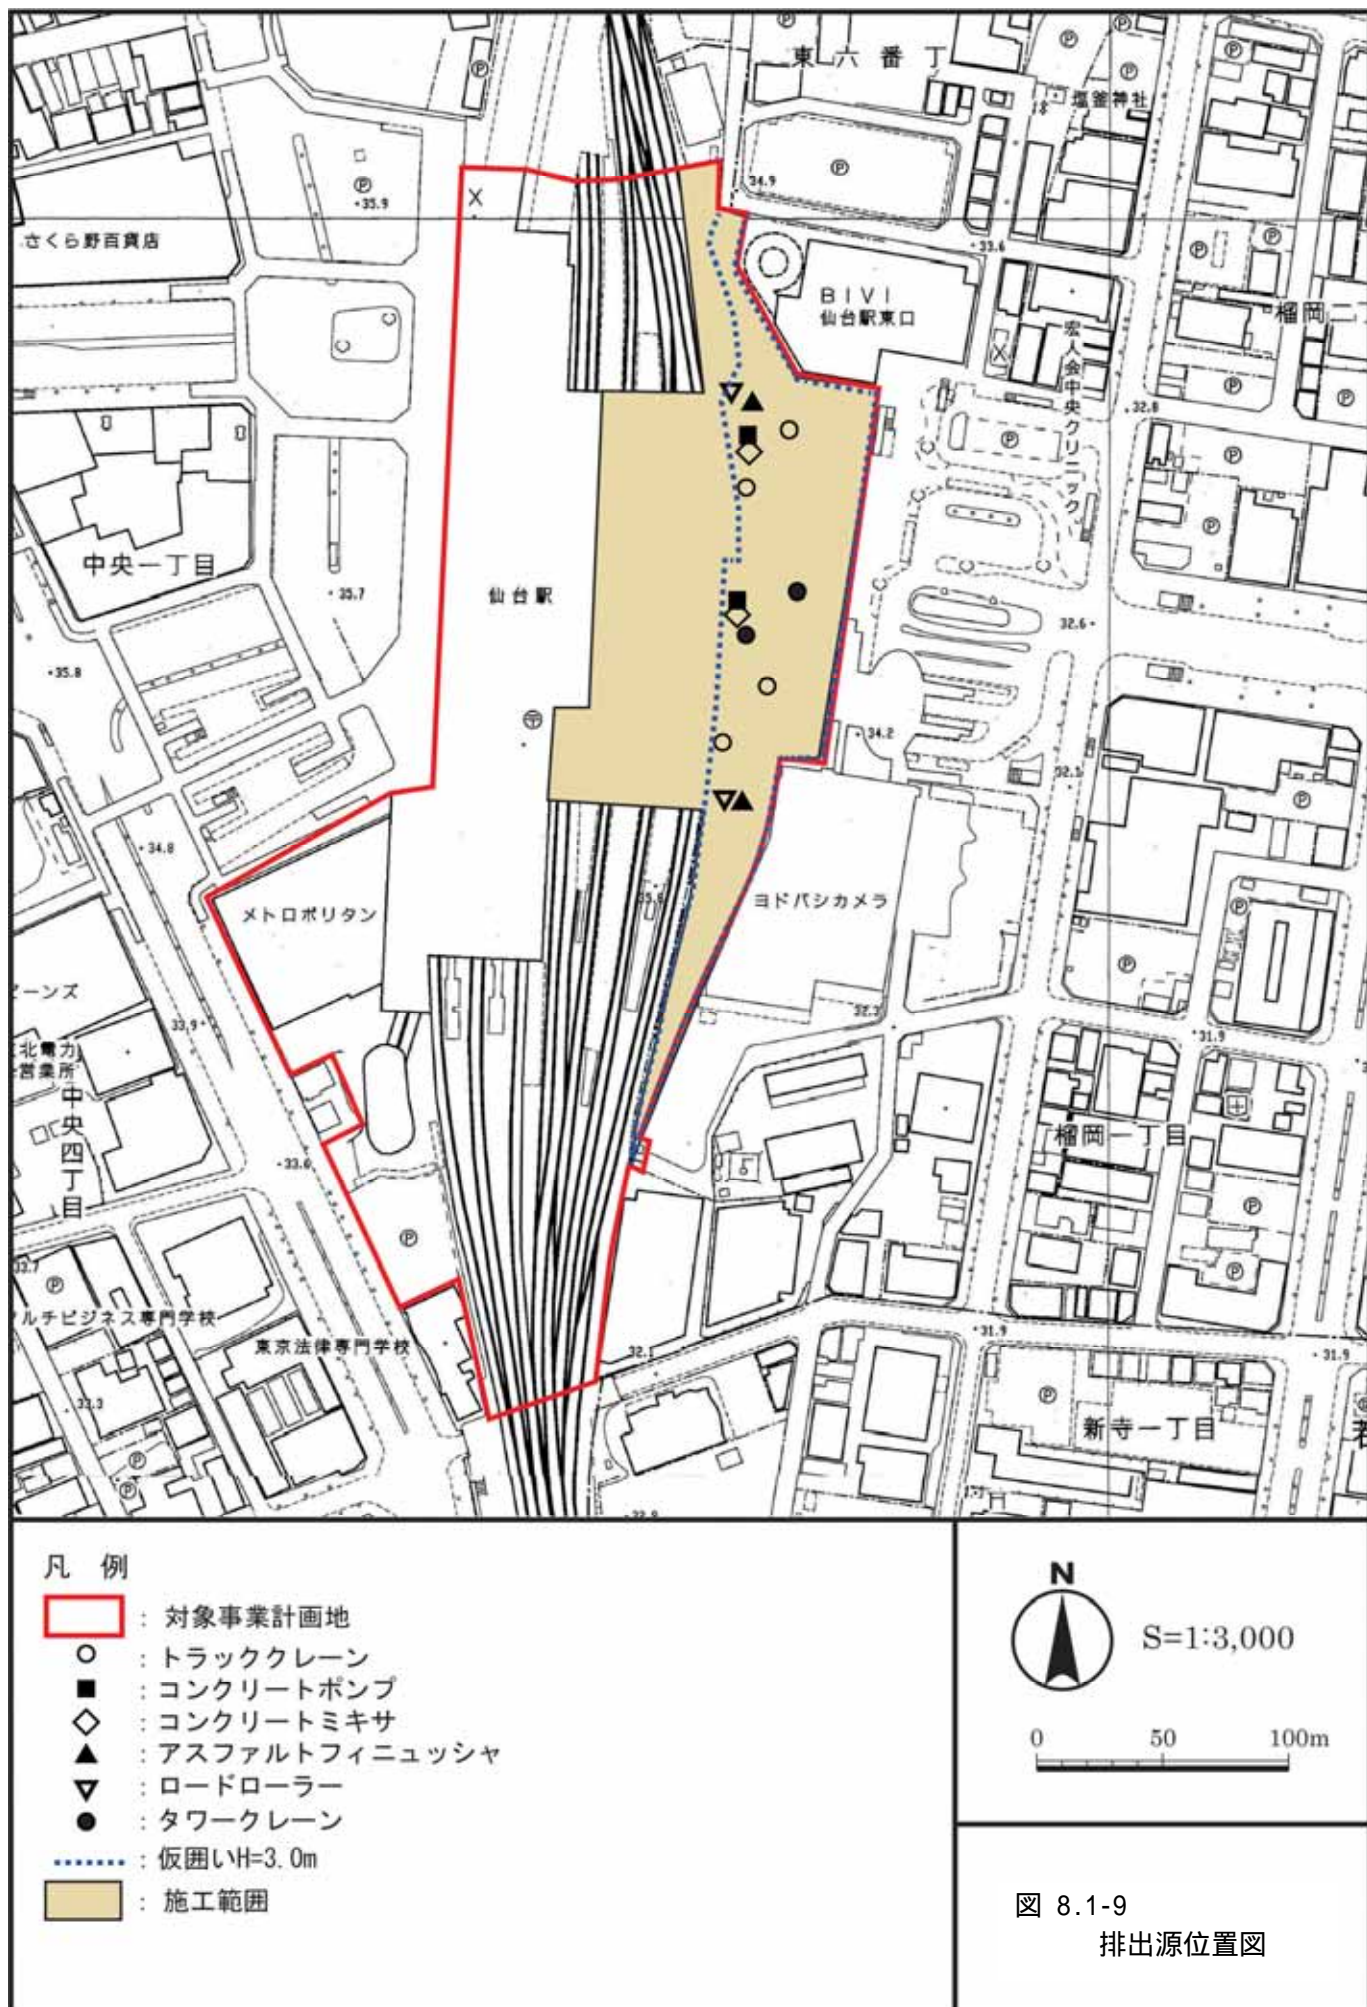 東六番丁
塩釜神社
34.9
35.9
さくら野百貨店
33.6
BIVI
仙台駅東口
榴岡二
宏人会中央クリニック
32.8
中央一丁目
35.7
仙台駅
32.6
35.8
34.2
32.1
34.8
メトロポリタン
35.6
ヨドバシカメラ
ビーンズ
33.9
32.3
31.9
北電力
営業所
中央四丁目
榴岡一丁目
33.6
33.7
ルチビジネス専門学校
東京法律専門学校
32.1
31.9
31.9
33.3
新寺一丁目
若
32.9
凡 例
: 対象事業計画地
: トラッククレーン
: コンクリートポンプ
: コンクリートミキサ
: アスファルトフィニュッシャ
: ロードローラー
: タワークレーン
: 仮囲いH=3.0m
: 施工範囲
N
S=1:3,000
0 50 100m
図 8.1-9
排出源位置図